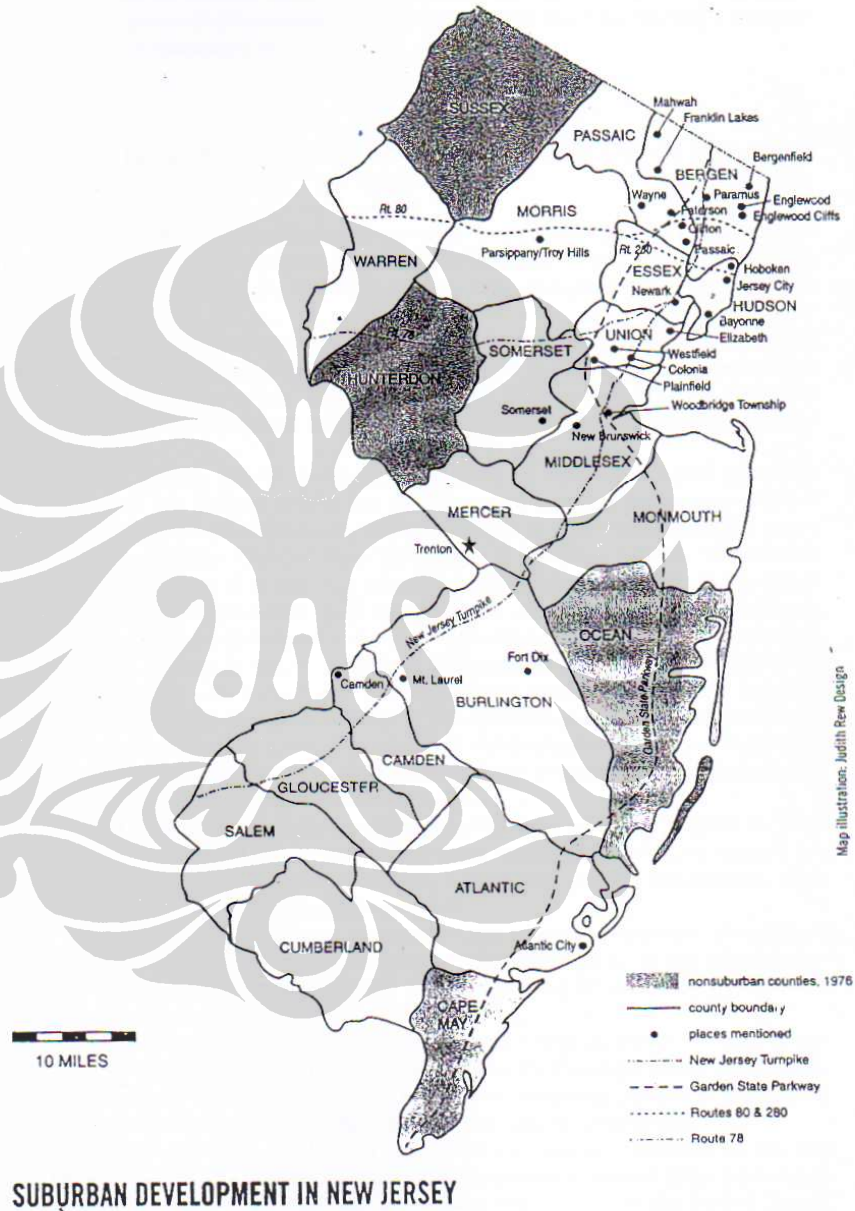 SUSSEX
Mahwah
Franklin Lakes
PASSAIC
BERGEN
Bergenfield
Wayne
Paramus
Englewood
Paterson
Englewood Cliffs
Rt. 80
MORRIS
Clifton
Parsippany/Troy Hills
Rt. 280
Passaic
WARREN
ESSEX
Hoboken
Jersey City
Newark
HUDSON
Bayonne
Rt. 78
UNION
Elizabeth
SOMERSET
Westfield
Colonia
HUNTERDON
Plainfield
Somerset
Woodbridge Township
New Brunswick
MIDDLESEX
MERCER
MONMOUTH
Trenton
New Jersey Turnpike
OCEAN
Fort Dix
Camden
Mt. Laurel
BURLINGTON
Garden State Parkway
CAMDEN
GLOUCESTER
SALEM
ATLANTIC
CUMBERLAND
Atlantic City
CAPE
MAY
Map illustration: Judith Rew Design
nonsuburban counties, 1976
county boundary
places mentioned
New Jersey Turnpike
Garden State Parkway
Routes 80 & 280
Route 78
10 MILES
SUBURBAN DEVELOPMENT IN NEW JERSEY